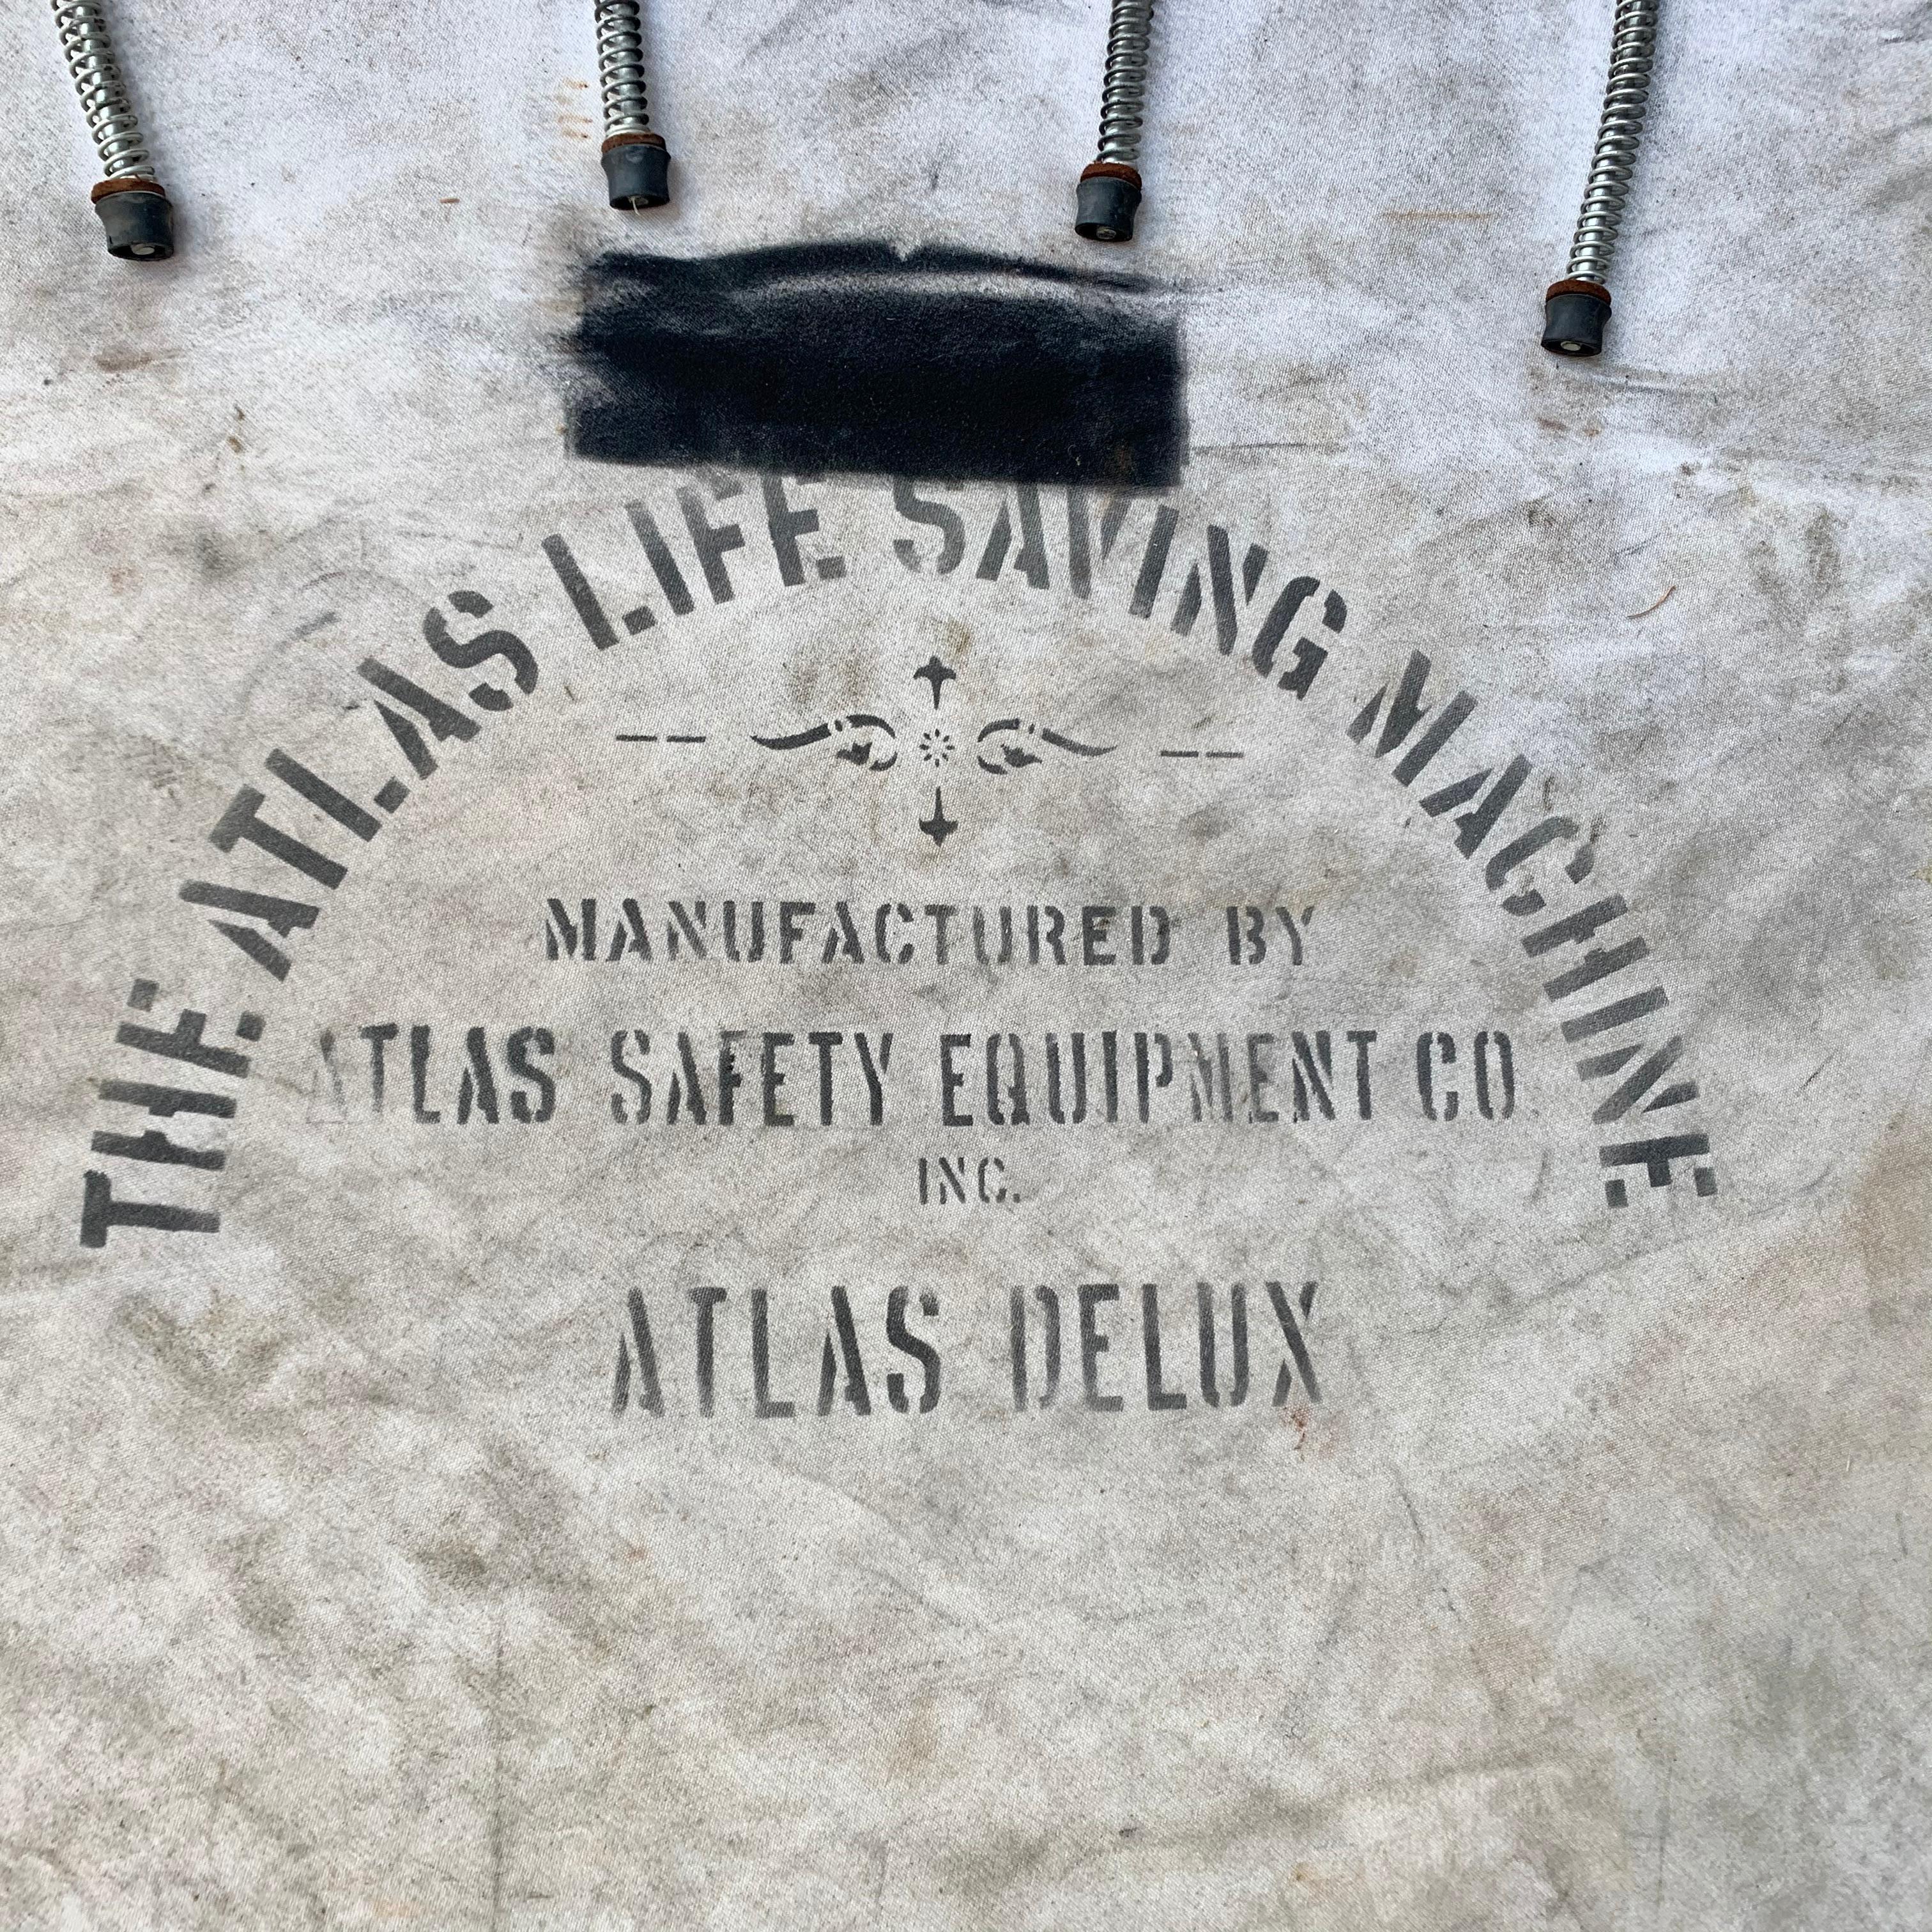 THE ATLAS LIFE SAVING MACHINE
MANUFACTURED BY
ATLAS SAFETY EQUIPMENT CO
INC.
ATLAS DELUX